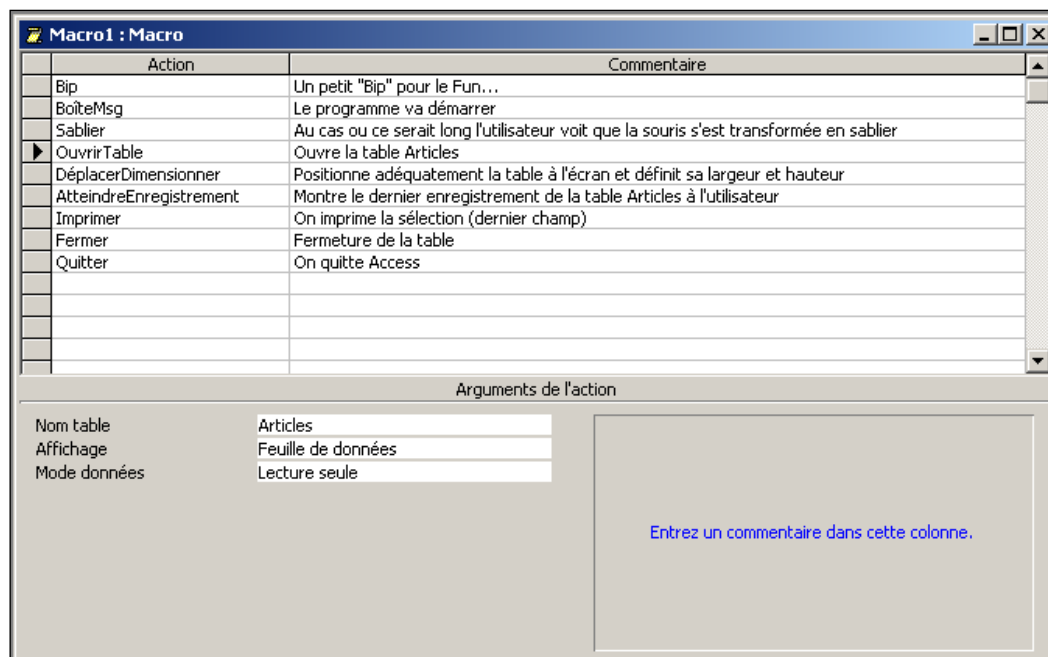 Macro1 : Macro
Action Commentaire
Bip Un petit "Bip" pour le Fun...
BoîteMsg Le programme va démarrer
Sablier Au cas ou ce serait long l'utilisateur voit que la souris s'est transformée en sablier
OuvrirTable Ouvre la table Articles
DéplacerDimensionner Positionne adéquatement la table à l'écran et définit sa largeur et hauteur
AtteindreEnregistrement Montre le dernier enregistrement de la table Articles à l'utilisateur
Imprimer On imprime la sélection (dernier champ)
Fermer Fermeture de la table
Quitter On quitte Access
Arguments de l'action
Nom table Articles
Affichage Feuille de données
Mode données Lecture seule
Entrez un commentaire dans cette colonne.